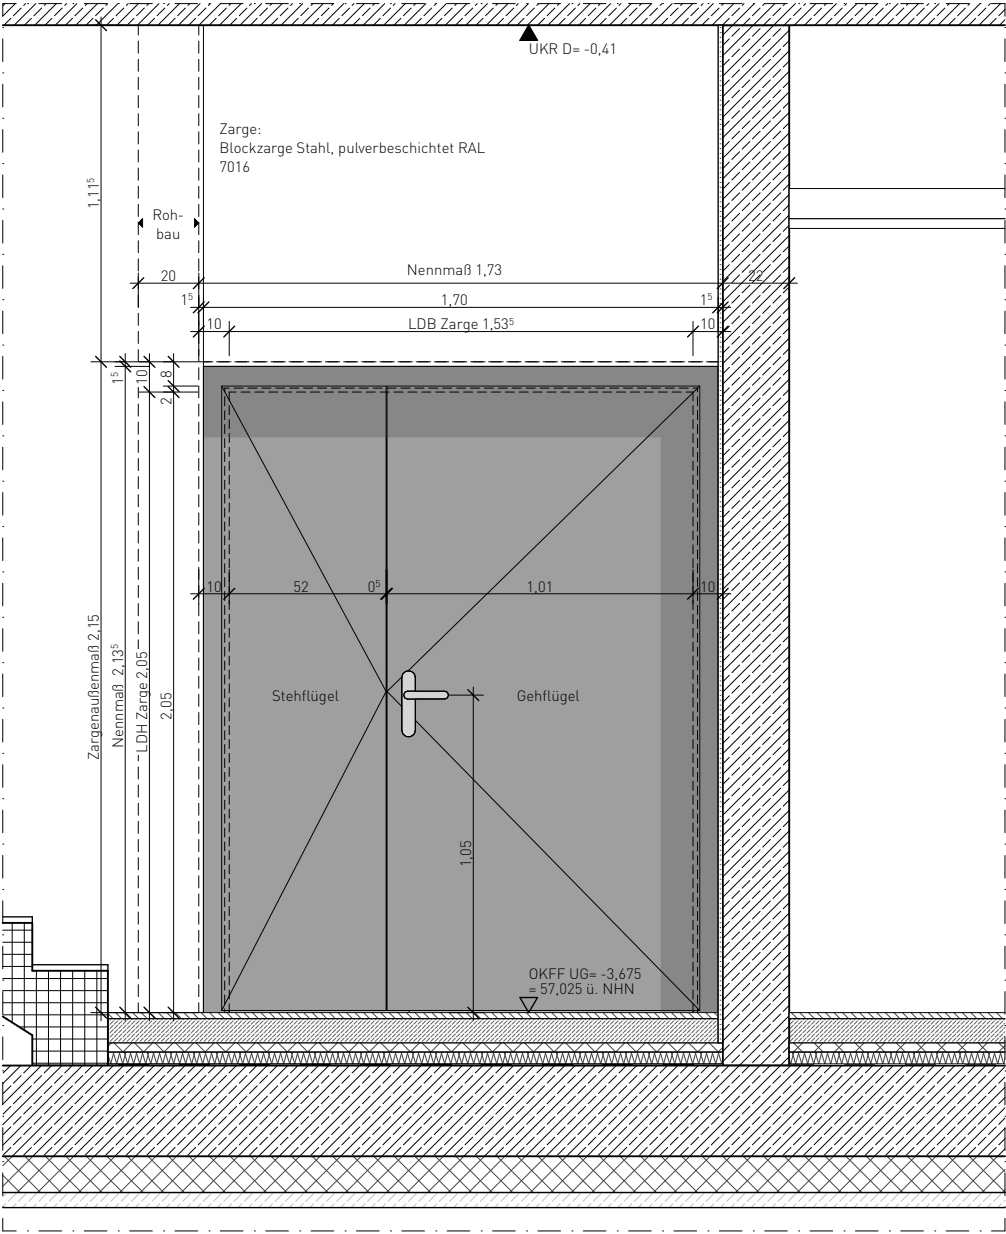 UKR D= -0,41
Zarge:
Blockzarge Stahl, pulverbeschichtet RAL
7016
1,11⁵
Roh-
bau
Nennmaß 1,73
20
22
1⁵
1,70
1⁵
10
LDB Zarge 1,53⁵
10
1⁵
10
8
2
10
52
0⁵
1,01
10
Zargenaußenmaß 2,15
Nennmaß 2,13⁵
LDH Zarge 2,05
2,05
Stehflügel
Gehflügel
1,05
OKFF UG= -3,675
= 57,025 ü. NHN